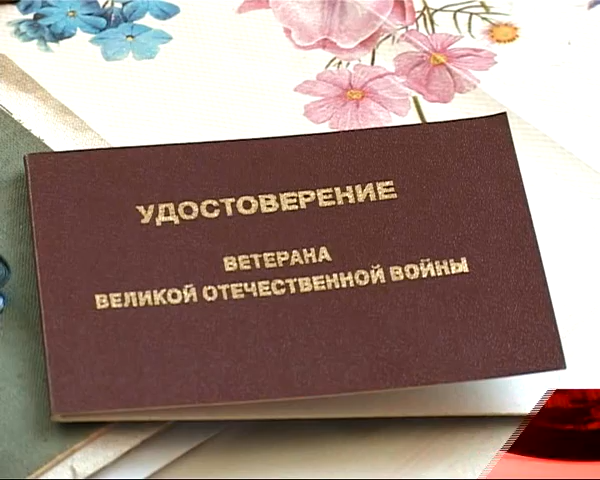 УДОСТОВЕРЕНИЕ
ВЕТЕРАНА
ВЕЛИКОЙ ОТЕЧЕСТВЕННОЙ ВОЙНЫ